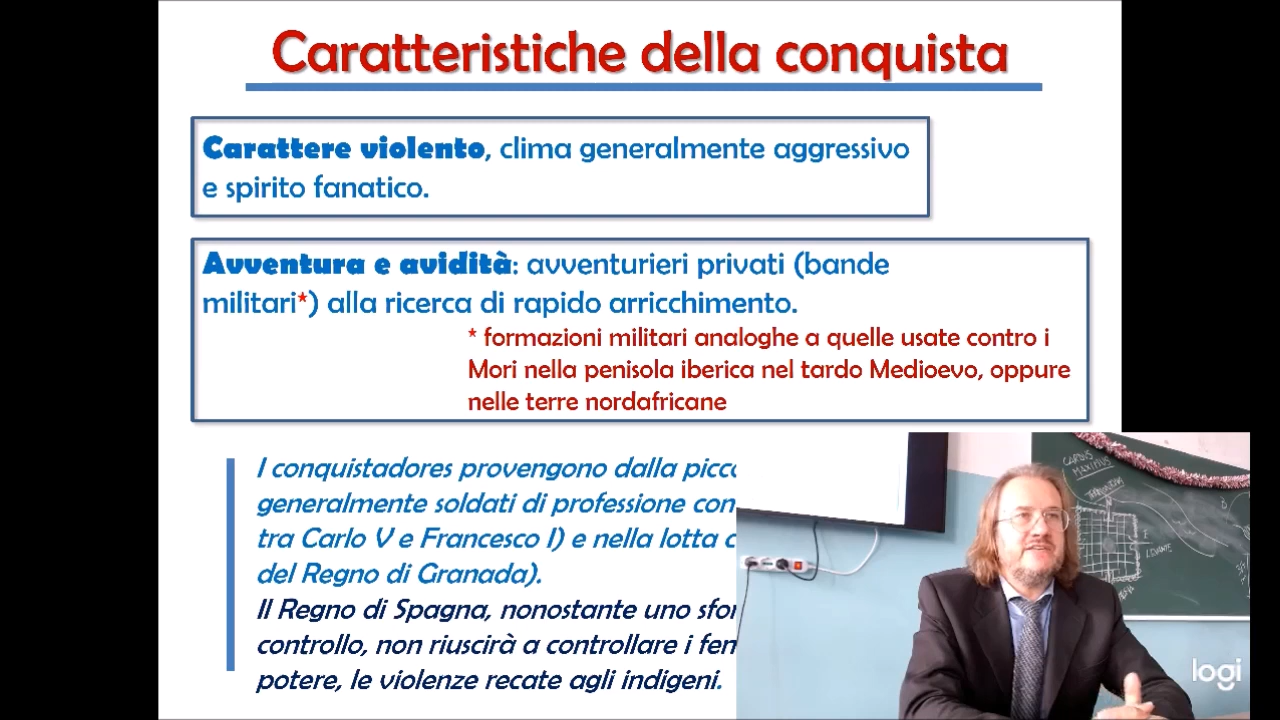 Caratteristiche della conquista
Carattere violento, clima generalmente aggressivo
e spirito fanatico.
Avventura e avidità: avventurieri privati (bande
militari*) alla ricerca di rapido arricchimento.
* formazioni militari analoghe a quelle usate contro i
Mori nella penisola iberica nel tardo Medioevo, oppure
nelle terre nordafricane
I conquistadores provengono dalla
generalmente soldati di professione con
tra Carlo V e Francesco I) e nella lotta
del Regno di Granada).
Il Regno di Spagna, nonostante uno
controllo, non riuscirà a controllare i
potere, le violenze recate agli indigeni.
CARDUS
MAXIMUS
LEVANTE
logi